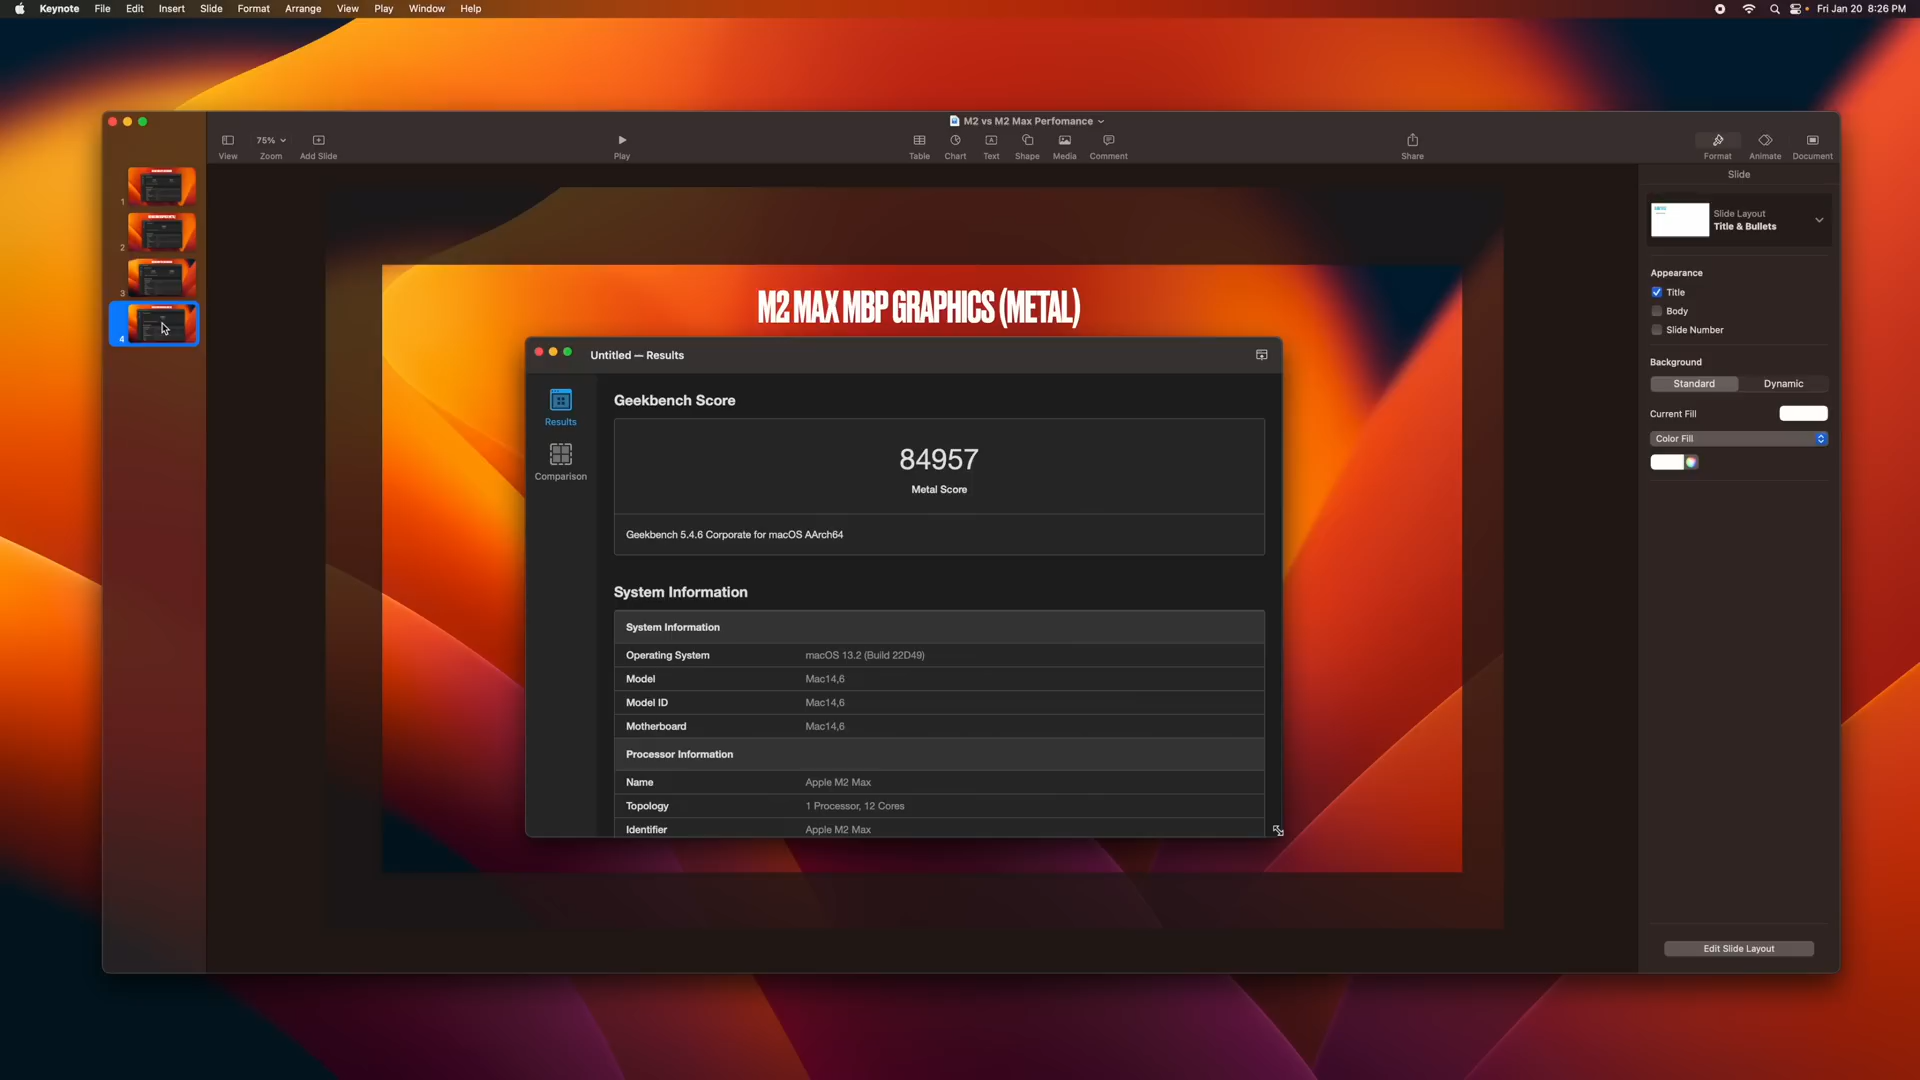 Keynote File Edit Insert Slide Format Arrange View Play Window Help
Fri Jan 20 8:26 PM
M2 vs M2 Max Perfomance
75%
View Zoom Add Slide
Play
Table Chart Text Shape Media Comment
Share
Format Animate Document
1
2
3
4
M2 MAX MBP GRAPHICS (METAL)
Untitled — Results
Results
Comparison
Geekbench Score
84957
Metal Score
Geekbench 5.4.6 Corporate for macOS AArch64
System Information
System Information
Operating System macOS 13.2 (Build 22D49)
Model Mac14,6
Model ID Mac14,6
Motherboard Mac14,6
Processor Information
Name Apple M2 Max
Topology 1 Processor, 12 Cores
Identifier Apple M2 Max
Slide
Slide Layout
Title & Bullets
Appearance
Title
Body
Slide Number
Background
Standard Dynamic
Current Fill
Color Fill
Edit Slide Layout